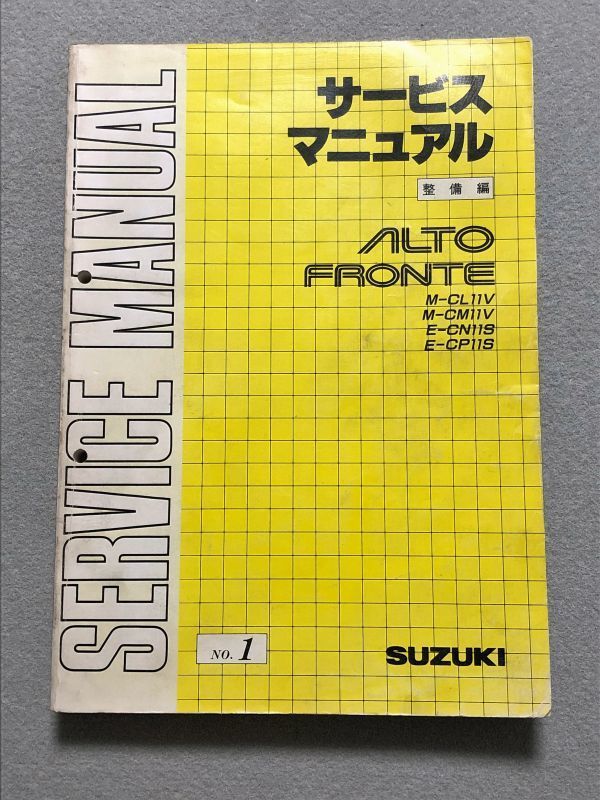 SERVICE MANUAL
サービス
マニュアル
整備編
ALTO
FRONTE
M-CL11V
M-CM11V
E-CN11S
E-CP11S
NO. 1
SUZUKI